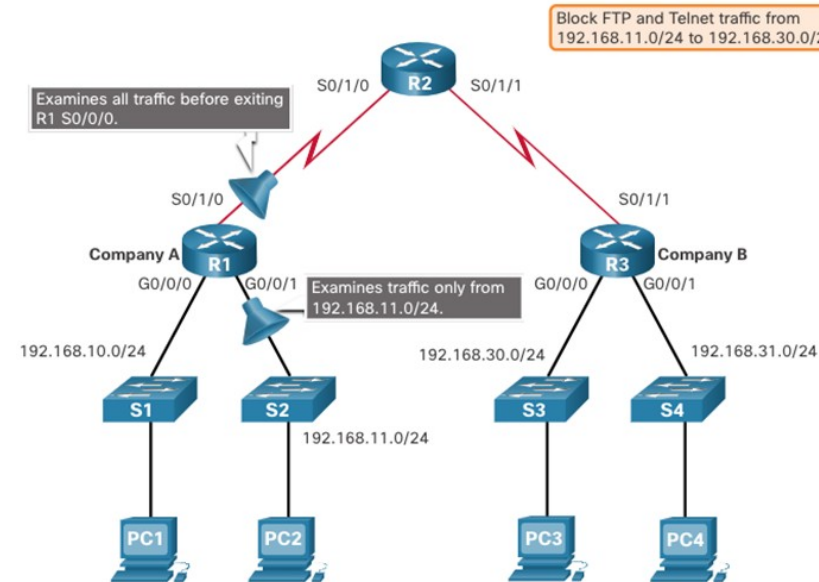 Block FTP and Telnet traffic from
192.168.11.0/24 to 192.168.30.0/
R2
S0/1/0
S0/1/1
Examines all traffic before exiting
R1 S0/0/0.
S0/1/0
S0/1/1
Company A
R1
R3
Company B
G0/0/0
G0/0/1
G0/0/0
G0/0/1
Examines traffic only from
192.168.11.0/24.
192.168.10.0/24
192.168.30.0/24
192.168.31.0/24
S1
S2
S3
S4
192.168.11.0/24
PC1
PC2
PC3
PC4